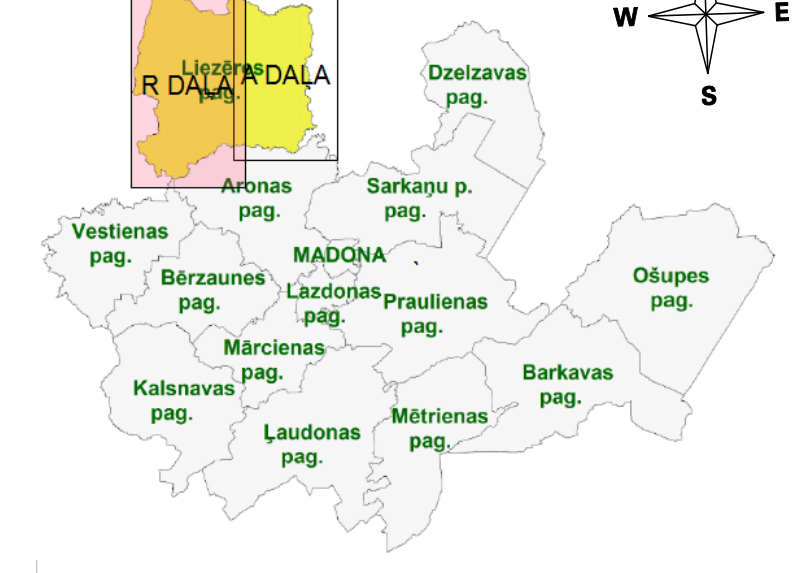 W
E
S
Liezēres
pag.
R DAĻA
A DAĻA
Dzelzavas
pag.
Aronas
pag.
Sarkaņu p.
pag.
Vestienas
pag.
MADONA
Bērzaunes
pag.
Lazdonas
pag.
Praulienas
pag.
Ošupes
pag.
Mārcienas
pag.
Kalsnavas
pag.
Barkavas
pag.
Ļaudonas
pag.
Mētrienas
pag.